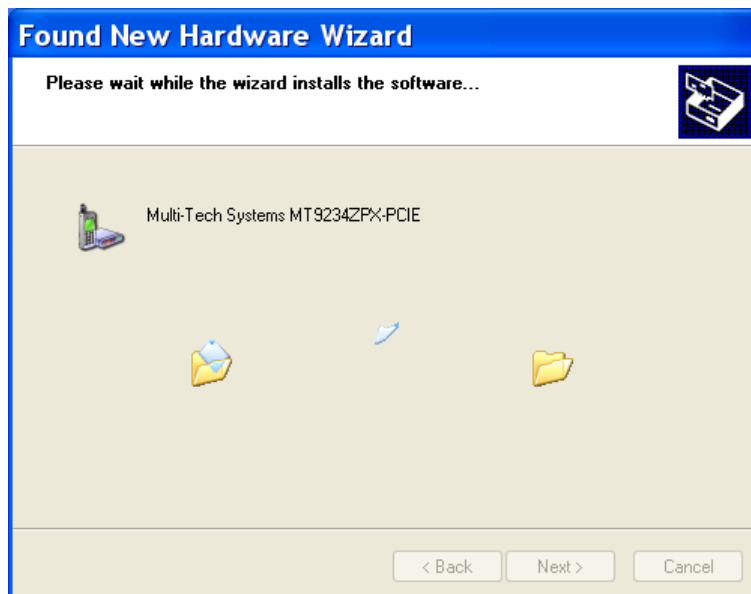 Found New Hardware Wizard
Please wait while the wizard installs the software...
Multi-Tech Systems MT9234ZPX-PCIE
< Back
Next >
Cancel